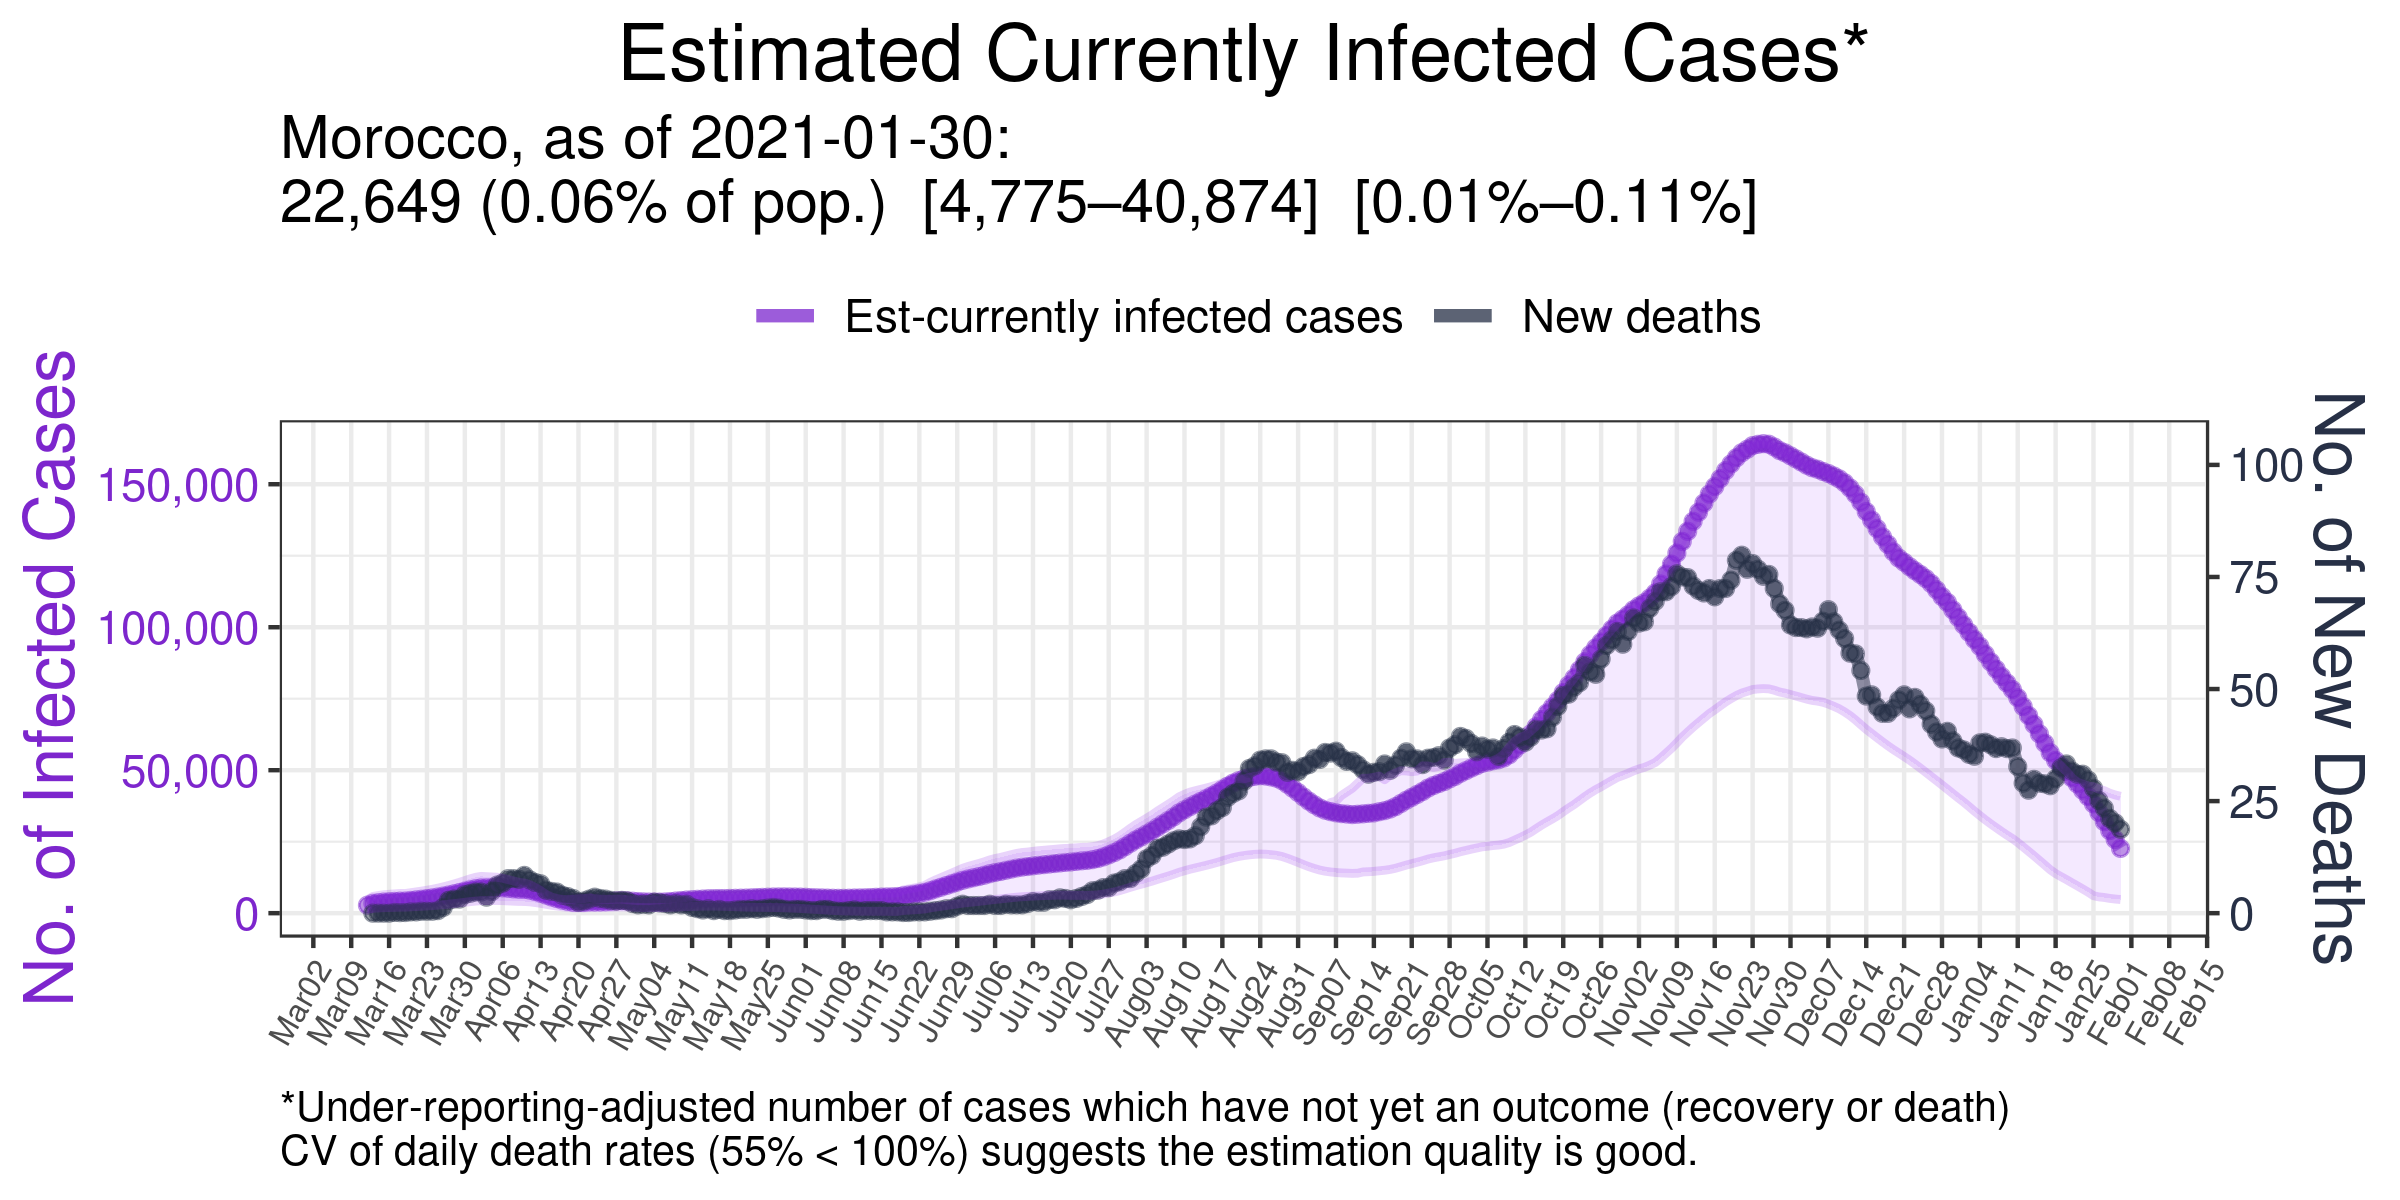 Estimated Currently Infected Cases*
Morocco, as of 2021-01-30:
22,649 (0.06% of pop.) [4,775–40,874] [0.01%–0.11%]
Est-currently infected cases
New deaths
No. of Infected Cases
150,000
100,000
50,000
0
No. of New Deaths
100
75
50
25
0
Mar02
Mar09
Mar16
Mar23
Mar30
Apr06
Apr13
Apr20
Apr27
May04
May11
May18
May25
Jun01
Jun08
Jun15
Jun22
Jun29
Jul06
Jul13
Jul20
Jul27
Aug03
Aug10
Aug17
Aug24
Aug31
Sep07
Sep14
Sep21
Sep28
Oct05
Oct12
Oct19
Oct26
Nov02
Nov09
Nov16
Nov23
Nov30
Dec07
Dec14
Dec21
Dec28
Jan04
Jan11
Jan18
Jan25
Feb01
Feb08
Feb15
*Under-reporting-adjusted number of cases which have not yet an outcome (recovery or death)
CV of daily death rates (55% < 100%) suggests the estimation quality is good.